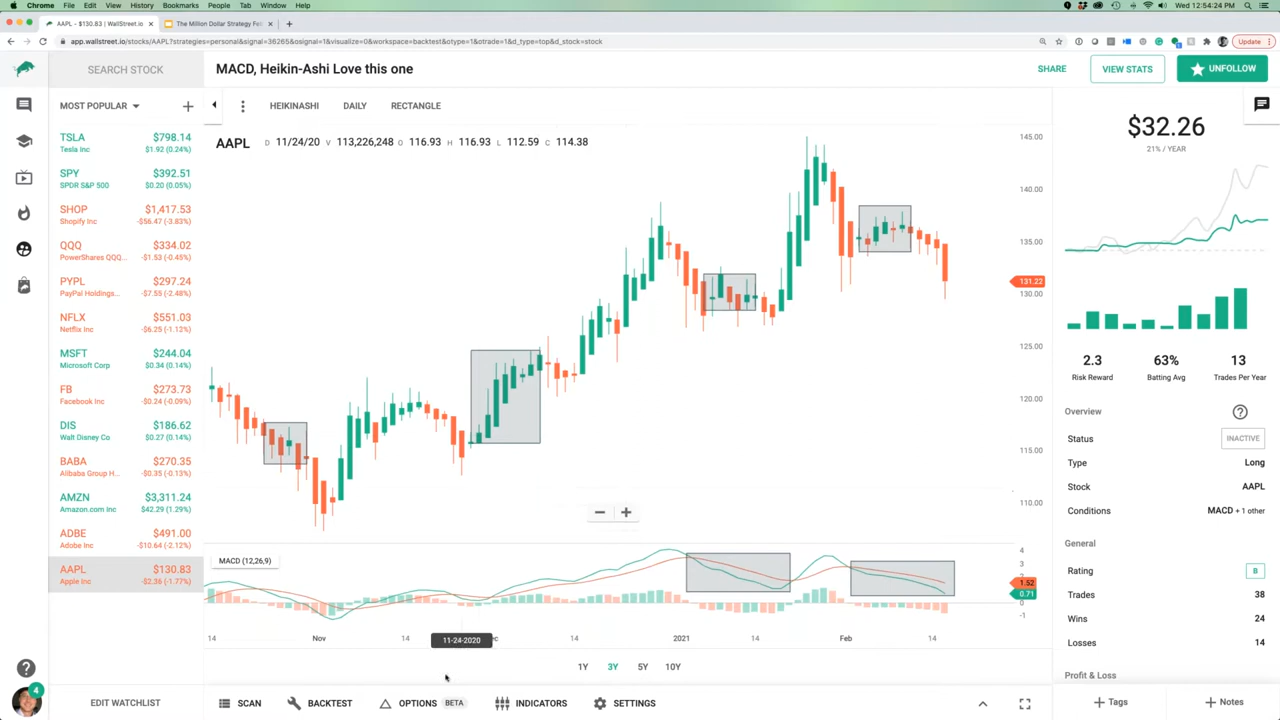 Chrome File Edit View History Bookmarks People Tab Window Help
Wed 12:54:24
AAPL – $130.83 | WallStreet.io
The Million Dollar Strategy Fe
app.wallstreet.io/stocks/AAPL?strategies=personal&signal=36265&osignal=1&visualize=0&workspace=backtest&otype=1&otrade=1&d_type=top&d_stock=stock
Update
SEARCH STOCK
MACD, Heikin-Ashi Love this one
SHARE
VIEW STATS
UNFOLLOW
MOST POPULAR
HEIKINASHI DAILY RECTANGLE
TSLA $798.14
Tesla Inc $1.92 (0.24%)
SPY $392.51
SPDR S&P 500 $0.20 (0.05%)
SHOP $1,417.53
Shopify Inc -$56.47 (-3.83%)
QQQ $334.02
PowerShares QQQ... -$1.53 (-0.45%)
PYPL $297.24
PayPal Holdings... -$7.55 (-2.48%)
NFLX $551.03
Netflix Inc -$6.25 (-1.12%)
MSFT $244.04
Microsoft Corp $0.34 (0.14%)
FB $273.73
Facebook Inc -$0.24 (-0.09%)
DIS $186.62
Walt Disney Co $0.27 (0.14%)
BABA $270.35
Alibaba Group H... -$0.35 (-0.13%)
AMZN $3,311.24
Amazon.com Inc $42.29 (1.29%)
ADBE $491.00
Adobe Inc -$10.64 (-2.12%)
AAPL $130.83
Apple Inc -$2.36 (-1.77%)
4
EDIT WATCHLIST
AAPL D 11/24/20 V 113,226,248 O 116.93 H 116.93 L 112.59 C 114.38
145.00
140.00
135.00
131.22
130.00
125.00
120.00
115.00
110.00
MACD (12,26,9)
4
3
1.52
0.71
0
-1
14 Nov 14 11-24-2020 14 2021 14 Feb 14
1Y 3Y 5Y 10Y
SCAN BACKTEST OPTIONS BETA INDICATORS SETTINGS
$32.26
21% / YEAR
2.3 63% 13
Risk Reward Batting Avg Trades Per Year
Overview
Status INACTIVE
Type Long
Stock AAPL
Conditions MACD + 1 other
General
Rating B
Trades 38
Wins 24
Losses 14
Profit & Loss
Tags Notes